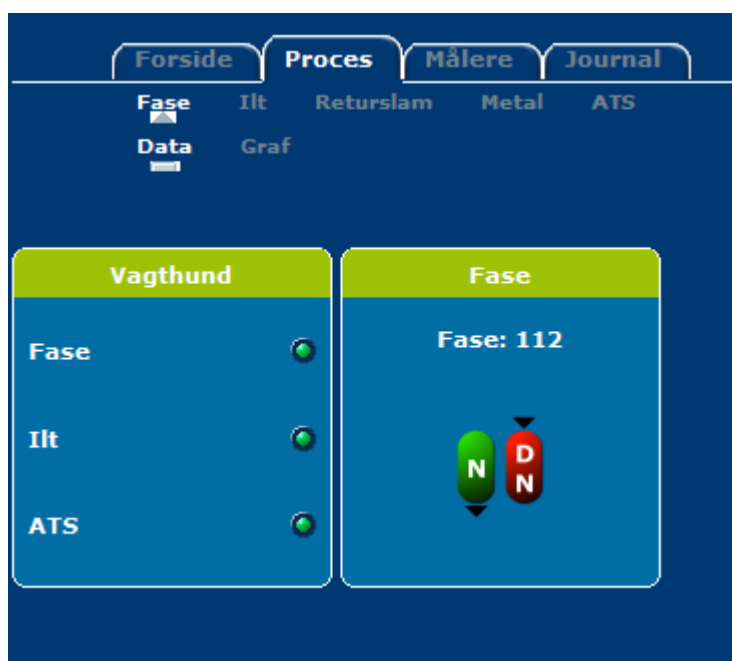 Forside Proces Målere Journal
Fase Ilt Returslam Metal ATS
Data Graf
Vagthund
Fase
Ilt
ATS
Fase
Fase: 112
N
D
N